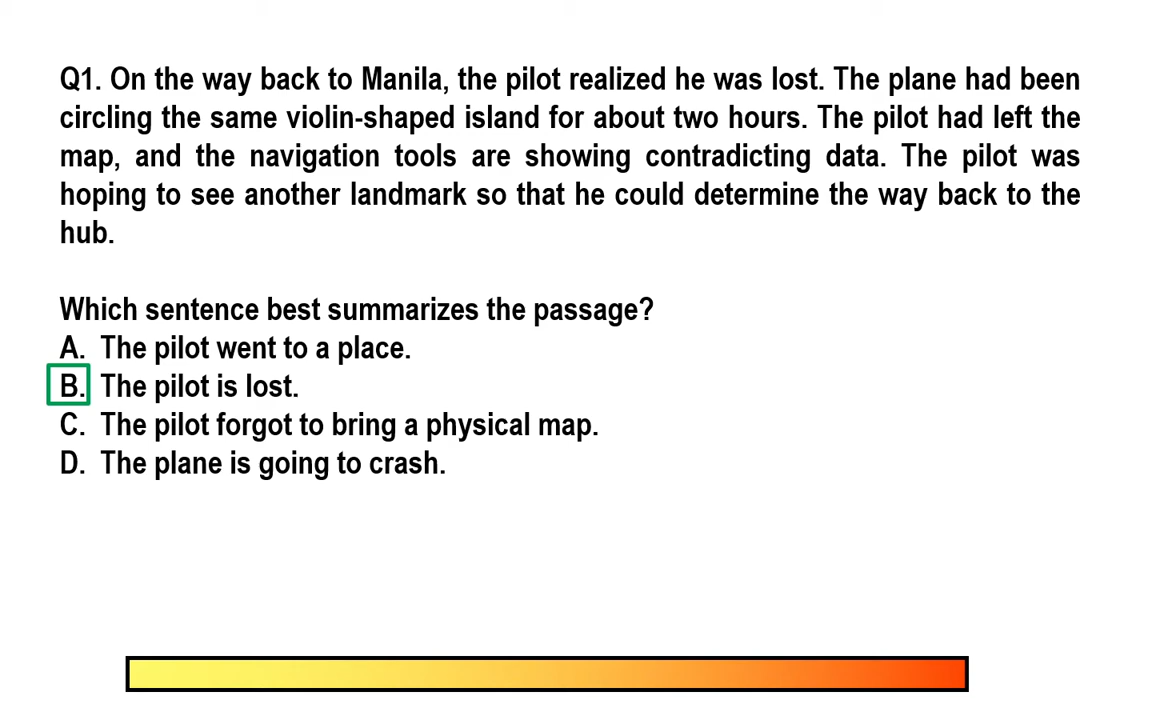 Q1. On the way back to Manila, the pilot realized he was lost. The plane had been
circling the same violin-shaped island for about two hours. The pilot had left the
map, and the navigation tools are showing contradicting data. The pilot was
hoping to see another landmark so that he could determine the way back to the
hub.
Which sentence best summarizes the passage?
A. The pilot went to a place.
B. The pilot is lost.
C. The pilot forgot to bring a physical map.
D. The plane is going to crash.